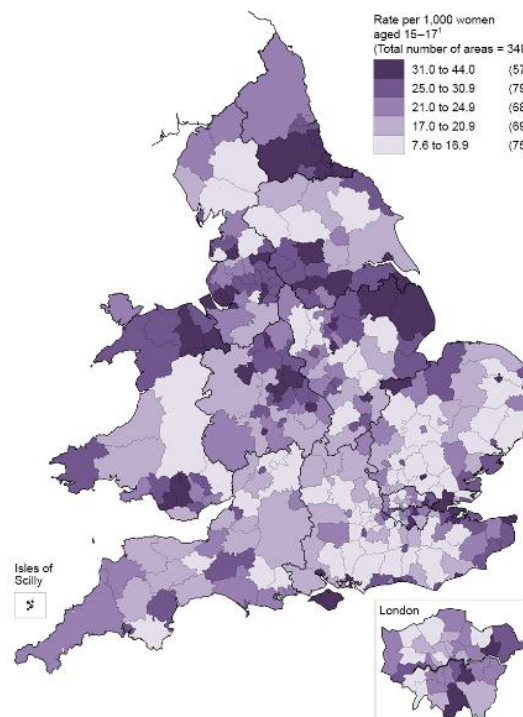 Rate per 1,000 women
aged 15–17¹
(Total number of areas = 348
31.0 to 44.0 (57
25.0 to 30.9 (79
21.0 to 24.9 (68
17.0 to 20.9 (69
7.6 to 16.9 (75
Isles of
Scilly
London